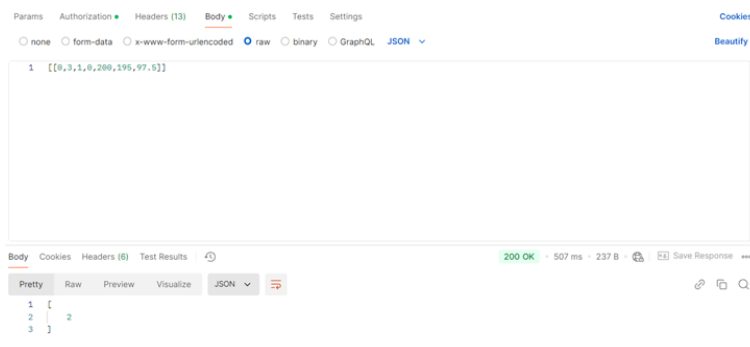 Params Authorization Headers (13) Body Scripts Tests Settings Cookies
none form-data x-www-form-urlencoded raw binary GraphQL JSON Beautify
1 [[0,3,1,0,200,195,97.5]]
Body Cookies Headers (6) Test Results 200 OK 507 ms 237 B Save Response
Pretty Raw Preview Visualize JSON
1 [
2 2
3 ]